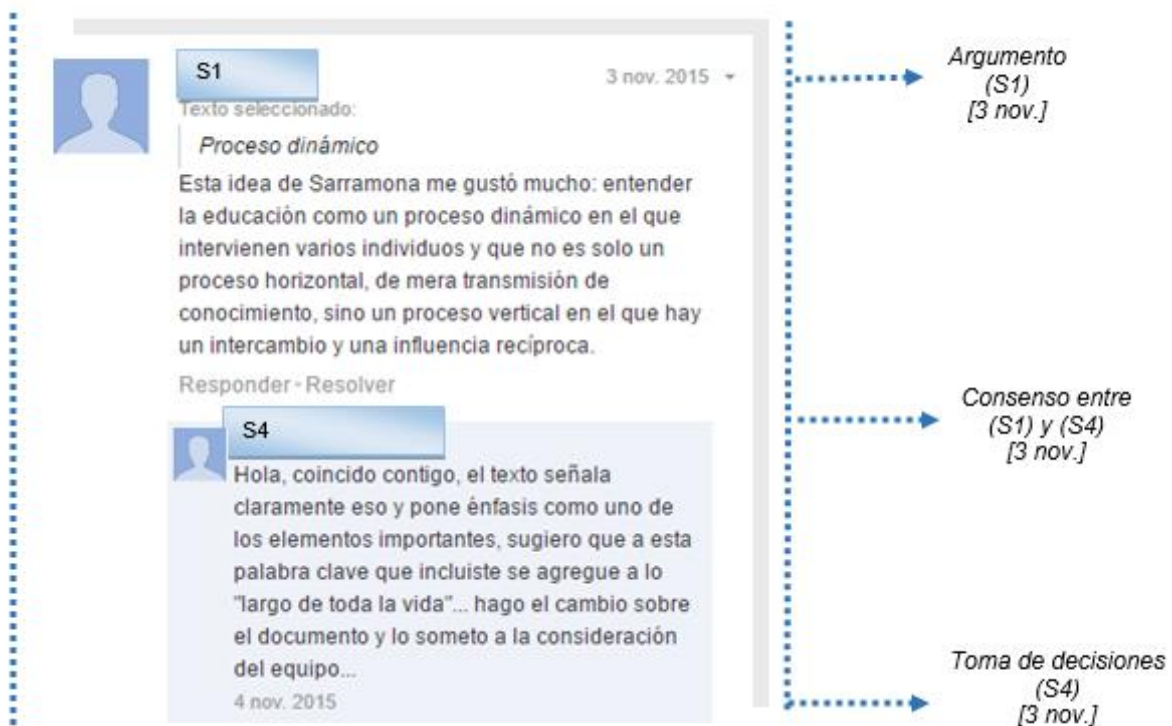 S1
3 nov. 2015
Texto seleccionado:
Proceso dinámico
Esta idea de Sarramona me gustó mucho: entender
la educación como un proceso dinámico en el que
intervienen varios individuos y que no es solo un
proceso horizontal, de mera transmisión de
conocimiento, sino un proceso vertical en el que hay
un intercambio y una influencia recíproca.
Responder - Resolver
S4
Hola, coincido contigo, el texto señala
claramente eso y pone énfasis como uno de
los elementos importantes, sugiero que a esta
palabra clave que incluiste se agregue a lo
"largo de toda la vida"... hago el cambio sobre
el documento y lo someto a la consideración
del equipo...
4 nov. 2015
Argumento
(S1)
[3 nov.]
Consenso entre
(S1) y (S4)
[3 nov.]
Toma de decisiones
(S4)
[3 nov.]